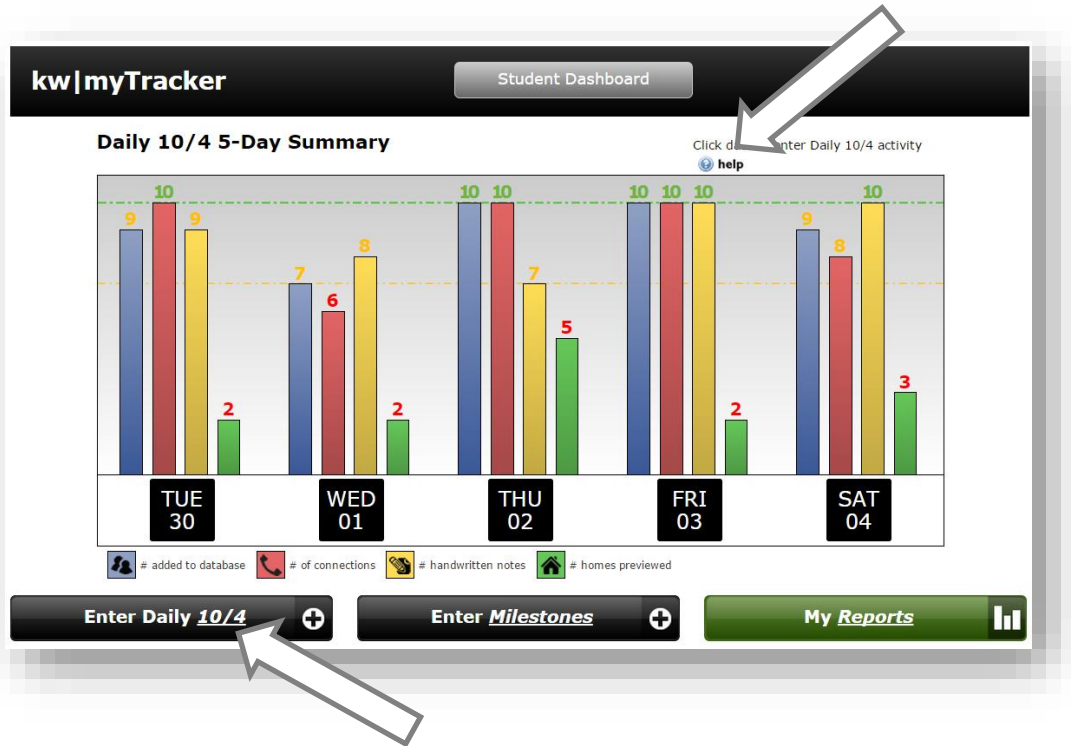 kw|myTracker
Student Dashboard
Daily 10/4 5-Day Summary
Click nter Daily 10/4 activity
help
9 10 9 2
7 6 8 2
10 10 7 5
10 10 10 2
9 8 10 3
TUE
30
WED
01
THU
02
FRI
03
SAT
04
# added to database
# of connections
# handwritten notes
# homes previewed
Enter Daily 10/4
Enter Milestones
My Reports